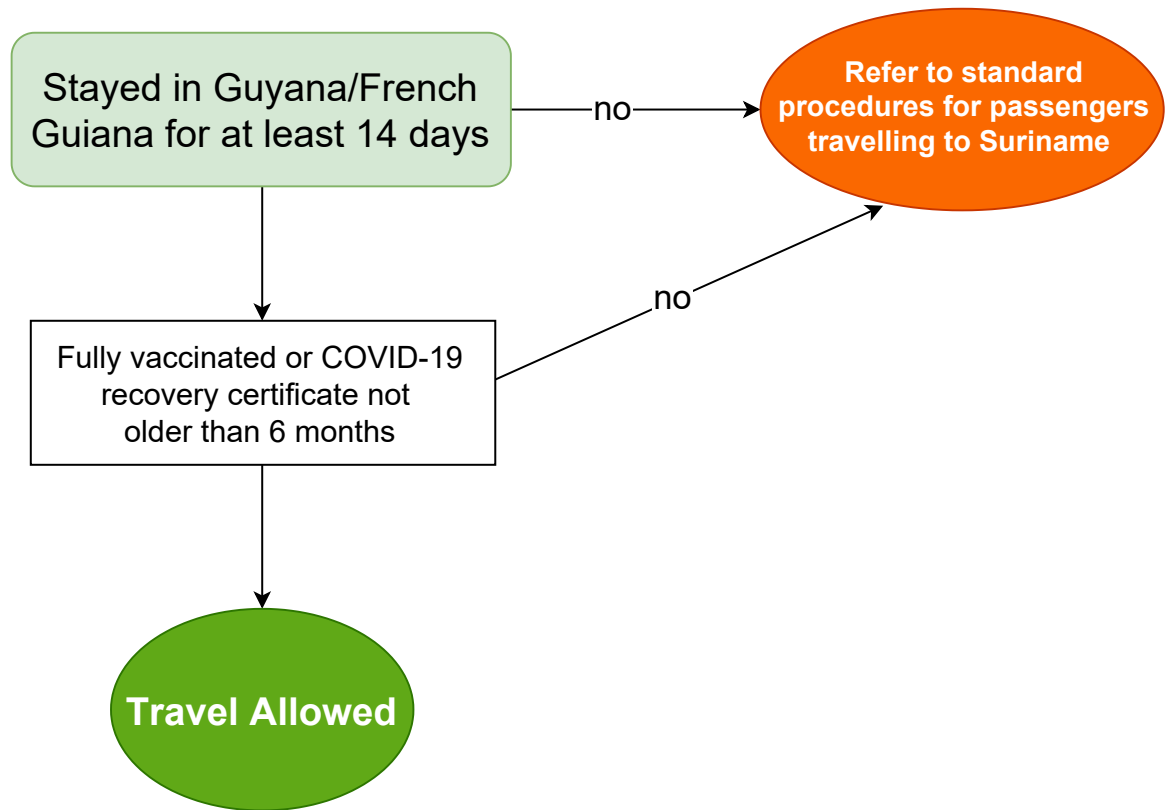 Stayed in Guyana/French
Guiana for at least 14 days
no
Refer to standard
procedures for passengers
travelling to Suriname
no
Fully vaccinated or COVID-19
recovery certificate not
older than 6 months
Travel Allowed